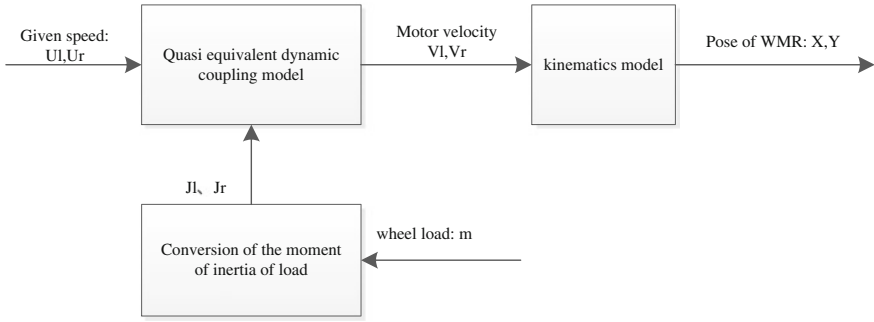 Given speed:
Ul,Ur
Quasi equivalent dynamic
coupling model
Motor velocity
Vl,Vr
kinematics model
Pose of WMR: X,Y
Jl、Jr
Conversion of the moment
of inertia of load
wheel load: m